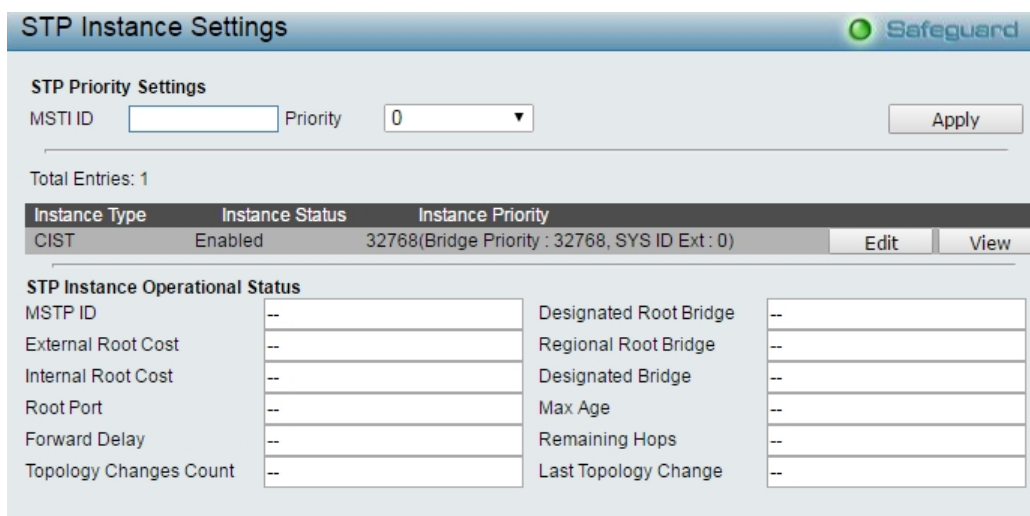 STP Instance Settings
Safeguard
STP Priority Settings
MSTI ID Priority 0 Apply
Total Entries: 1
Instance Type Instance Status Instance Priority
CIST Enabled 32768(Bridge Priority : 32768, SYS ID Ext : 0) Edit View
STP Instance Operational Status
MSTP ID -- Designated Root Bridge --
External Root Cost -- Regional Root Bridge --
Internal Root Cost -- Designated Bridge --
Root Port -- Max Age --
Forward Delay -- Remaining Hops --
Topology Changes Count -- Last Topology Change --